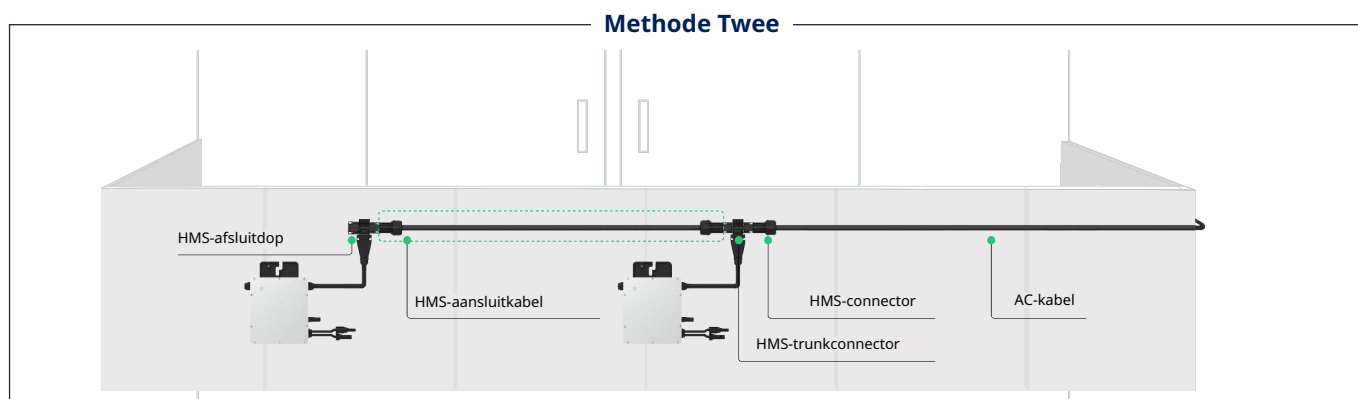 Methode Twee
HMS-afsluitdop
HMS-aansluitkabel
HMS-connector
AC-kabel
HMS-trunkconnector